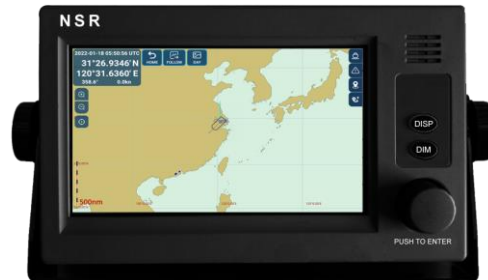 NSR
2022-01-18 05:50:56 UTC
31°26.9346'N
120°31.6360' E
HOME
FOLLOW
500nm
DISP
DIM
PUSH TO ENTER